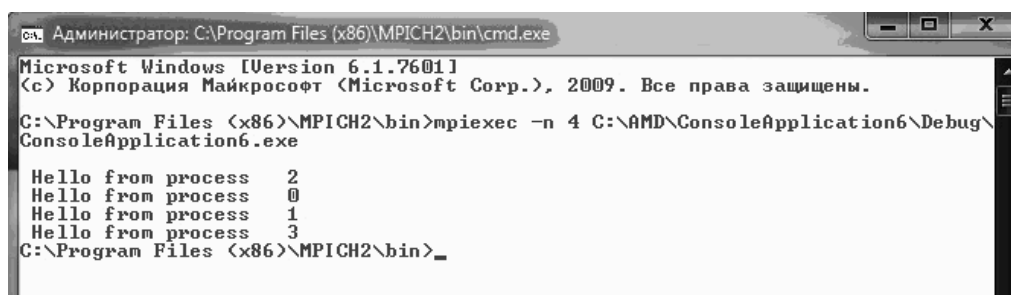 Администратор: C:\Program Files (x86)\MPICH2\bin\cmd.exe
Microsoft Windows [Version 6.1.7601]
(c) Корпорация Майкрософт (Microsoft Corp.), 2009. Все права защищены.
C:\Program Files (x86)\MPICH2\bin>mpiexec -n 4 C:\AMD\ConsoleApplication6\Debug\
ConsoleApplication6.exe
Hello from process 2
Hello from process 0
Hello from process 1
Hello from process 3
C:\Program Files (x86)\MPICH2\bin>_